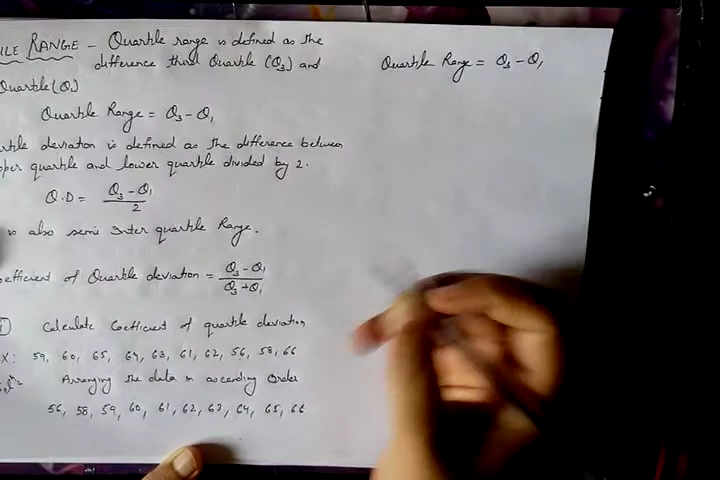 RANGE - Quartile range is defined as the
difference third Quartile (Q3) and
Quartile (Q1)
Quartile Range = Q3 - Q1
deviation is defined as the difference between
quartile and lower quartile divided by 2.
Q.D = Q3 - Q1 / 2
is also semi Inter quartile Range.
of Quartile deviation = Q3 - Q1 / Q3 + Q1
Calculate Coefficient of quartile deviation
X: 59, 60, 65, 64, 63, 61, 62, 56, 58, 66
Arranging the data in ascending Order
56, 58, 59, 60, 61, 62, 63, 64, 65, 66
Quartile Range = Q3 - Q1